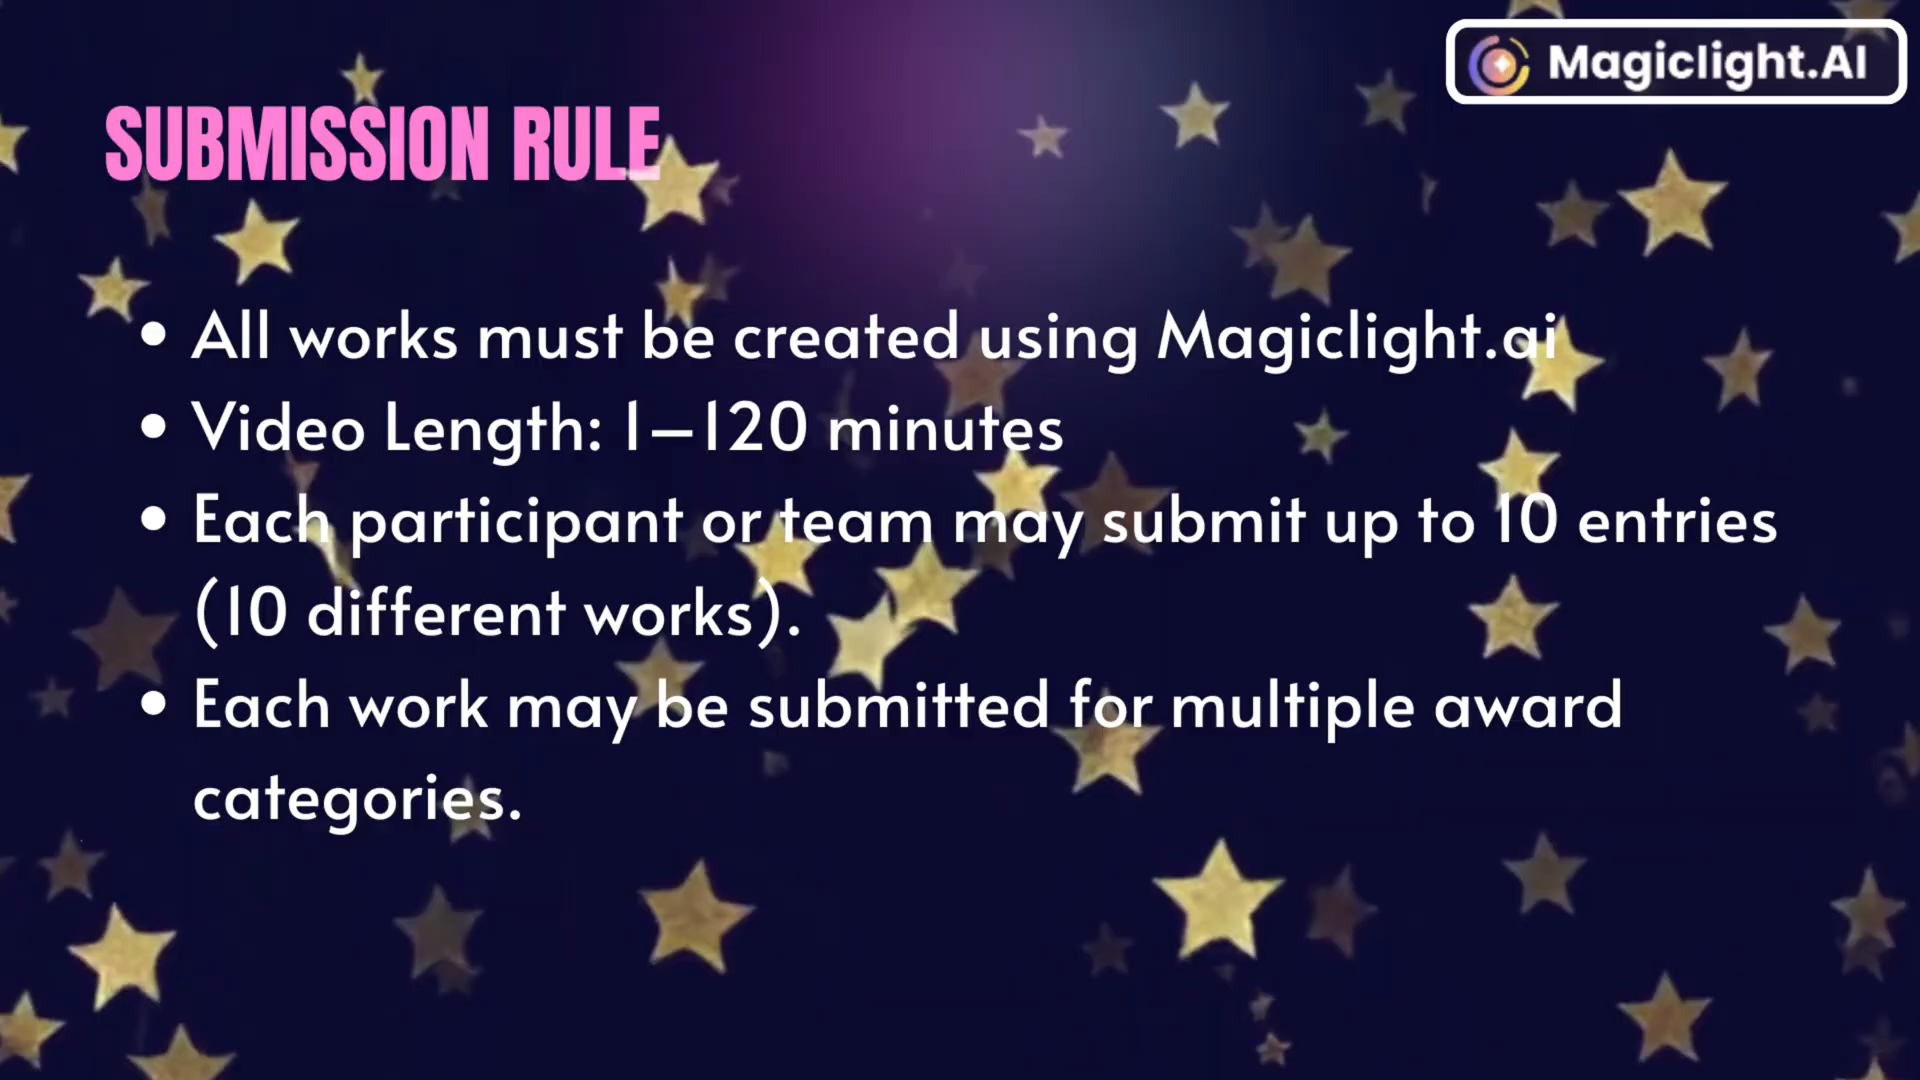 Magiclight.AI
SUBMISSION RULE
• All works must be created using Magiclight.ai
• Video Length: 1–120 minutes
• Each participant or team may submit up to 10 entries
(10 different works).
• Each work may be submitted for multiple award
categories.